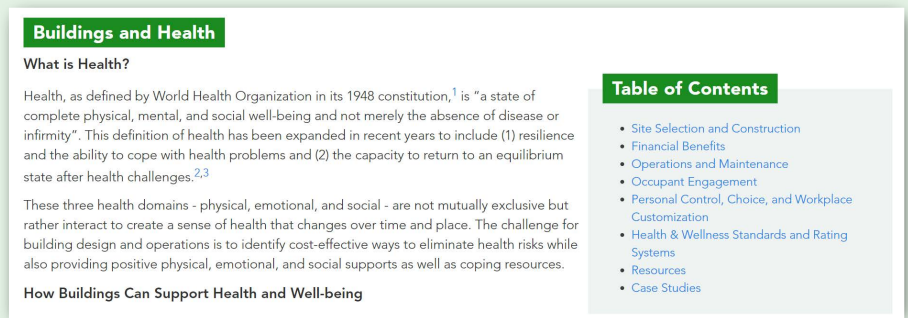 Buildings and Health
What is Health?
Health, as defined by World Health Organization in its 1948 constitution,1 is “a state of
complete physical, mental, and social well-being and not merely the absence of disease or
infirmity”. This definition of health has been expanded in recent years to include (1) resilience
and the ability to cope with health problems and (2) the capacity to return to an equilibrium
state after health challenges.2,3
These three health domains - physical, emotional, and social - are not mutually exclusive but
rather interact to create a sense of health that changes over time and place. The challenge for
building design and operations is to identify cost-effective ways to eliminate health risks while
also providing positive physical, emotional, and social supports as well as coping resources.
How Buildings Can Support Health and Well-being
Table of Contents
• Site Selection and Construction
• Financial Benefits
• Operations and Maintenance
• Occupant Engagement
• Personal Control, Choice, and Workplace
Customization
• Health & Wellness Standards and Rating
Systems
• Resources
• Case Studies